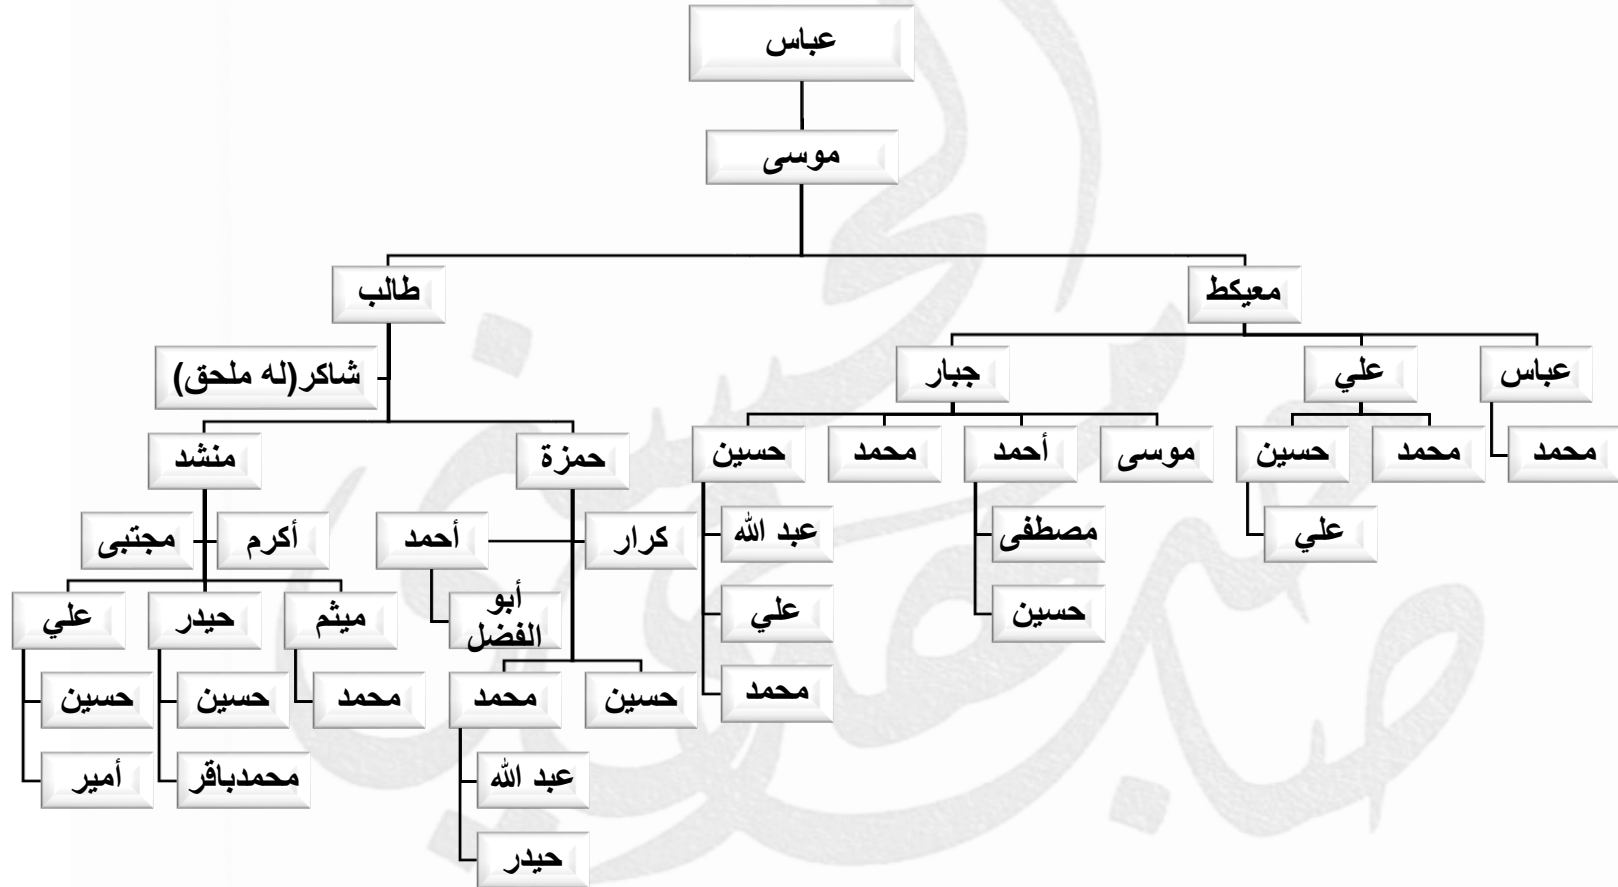 عباس
موسى
معيكط
طالب
عباس
علي
جبار
شاكر(له ملحق)
محمد
محمد
حسين
موسى
أحمد
محمد
حسين
حمزة
منشد
علي
مصطفى
عبد الله
كرار
أحمد
أكرم
مجتبى
حسين
علي
أبو
الفضل
ميثم
حيدر
علي
محمد
حسين
محمد
محمد
حسين
حسين
عبد الله
محمدباقر
أمير
حيدر